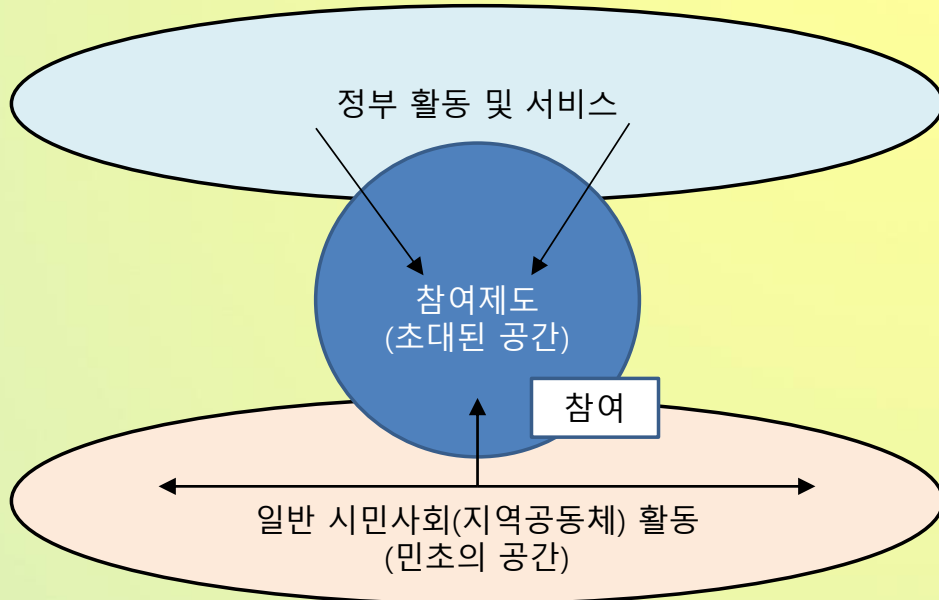 정부 활동 및 서비스
참여제도
(초대된 공간)
참여
일반 시민사회(지역공동체) 활동
(민초의 공간)